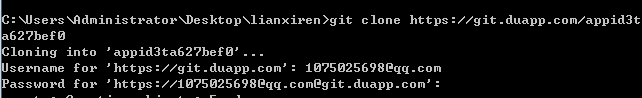 C:\Users\Administrator\Desktop\lianxiren>git clone https://git.duapp.com/appid3t
a627bef0
Cloning into 'appid3ta627bef0'...
Username for 'https://git.duapp.com': 1075025698@qq.com
Password for 'https://1075025698@qq.com@git.duapp.com':